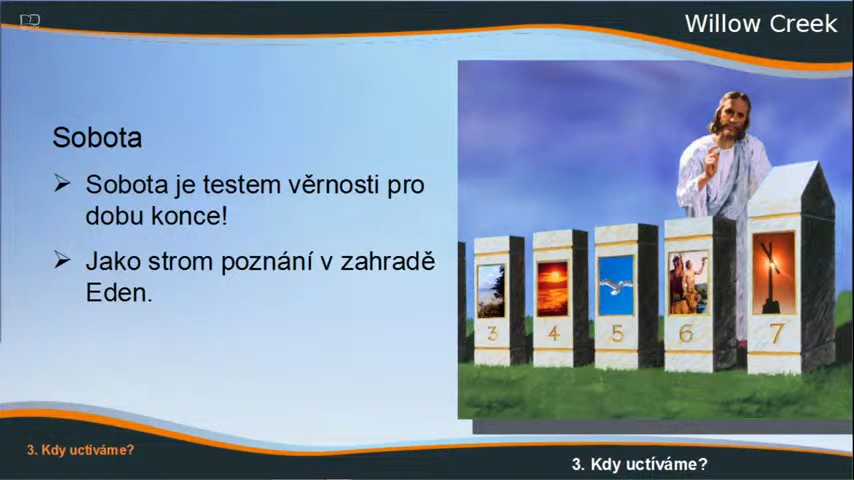 Willow Creek
Sobota
Sobota je testem věrnosti pro
dobu konce!
Jako strom poznání v zahradě
Eden.
3
4
5
6
7
3. Kdy uctíváme?
3. Kdy uctíváme?